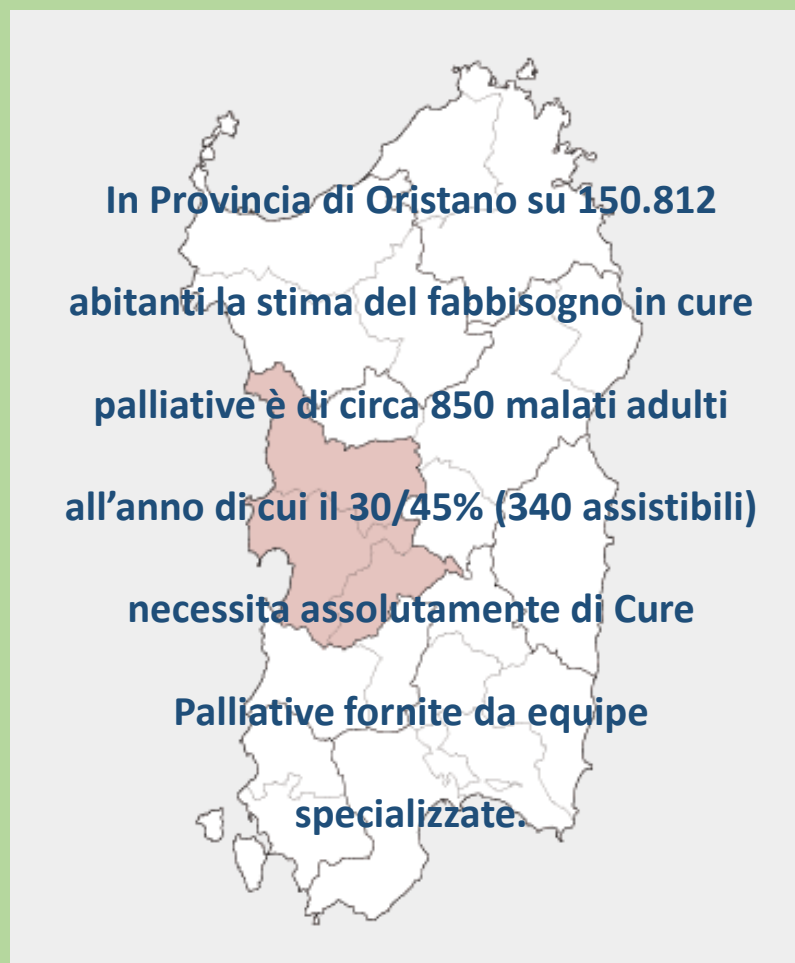 In Provincia di Oristano su 150.812
abitanti la stima del fabbisogno in cure
palliative è di circa 850 malati adulti
all’anno di cui il 30/45% (340 assistibili)
necessita assolutamente di Cure
Palliative fornite da equipe
specializzate.